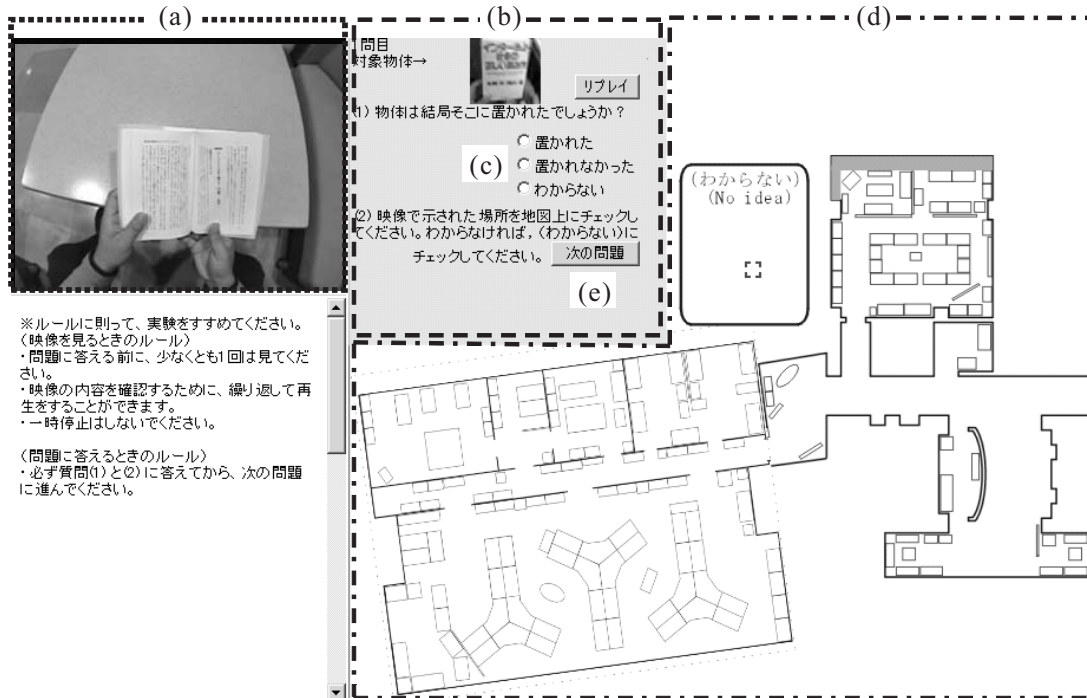 (a)
(b)
(d)
1問目
対象物体→
リプレイ
(1) 物体は結局そこに置かれたでしょうか？
(c)
置かれた
置かれなかった
わからない
(2) 映像で示された場所を地図上にチェックし
てください。わからなければ，(わからない)に
チェックしてください。
次の問題
(e)
(わからない)
(No idea)
※ルールに則って、実験をすすめてください。
(映像を見るときのルール)
・問題に答える前に、少なくとも1回は見てくだ
さい。
・映像の内容を確認するために、繰り返して再
生をすることができます。
・一時停止はしないでください。
(問題に答えるときのルール)
・必ず質問(1) と(2)に答えてから、次の問題
に進んでください。